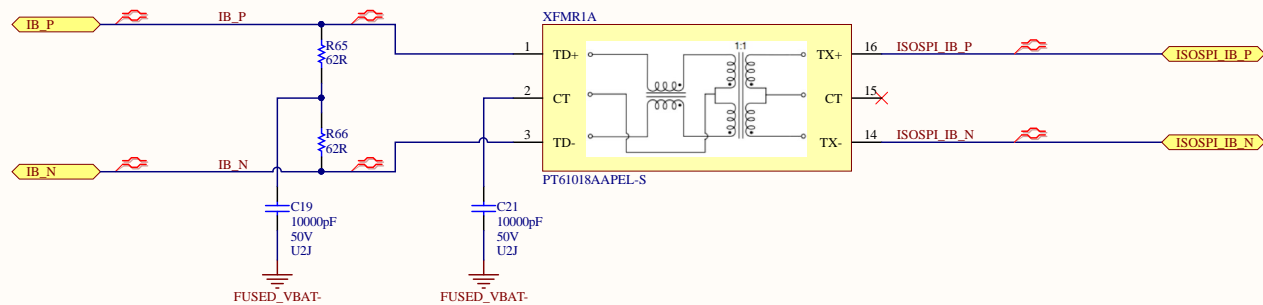 XFMR1A
IB_P
IB_P
R65
62R
1
TD+
1:1
TX+
16
ISOSPI_IB_P
ISOSPI_IB_P
2
CT
CT
15
R66
62R
3
TD-
TX-
14
ISOSPI_IB_N
ISOSPI_IB_N
IB_N
IB_N
PT61018AAPEL-S
C19
10000pF
50V
U2J
C21
10000pF
50V
U2J
FUSED_VBAT-
FUSED_VBAT-